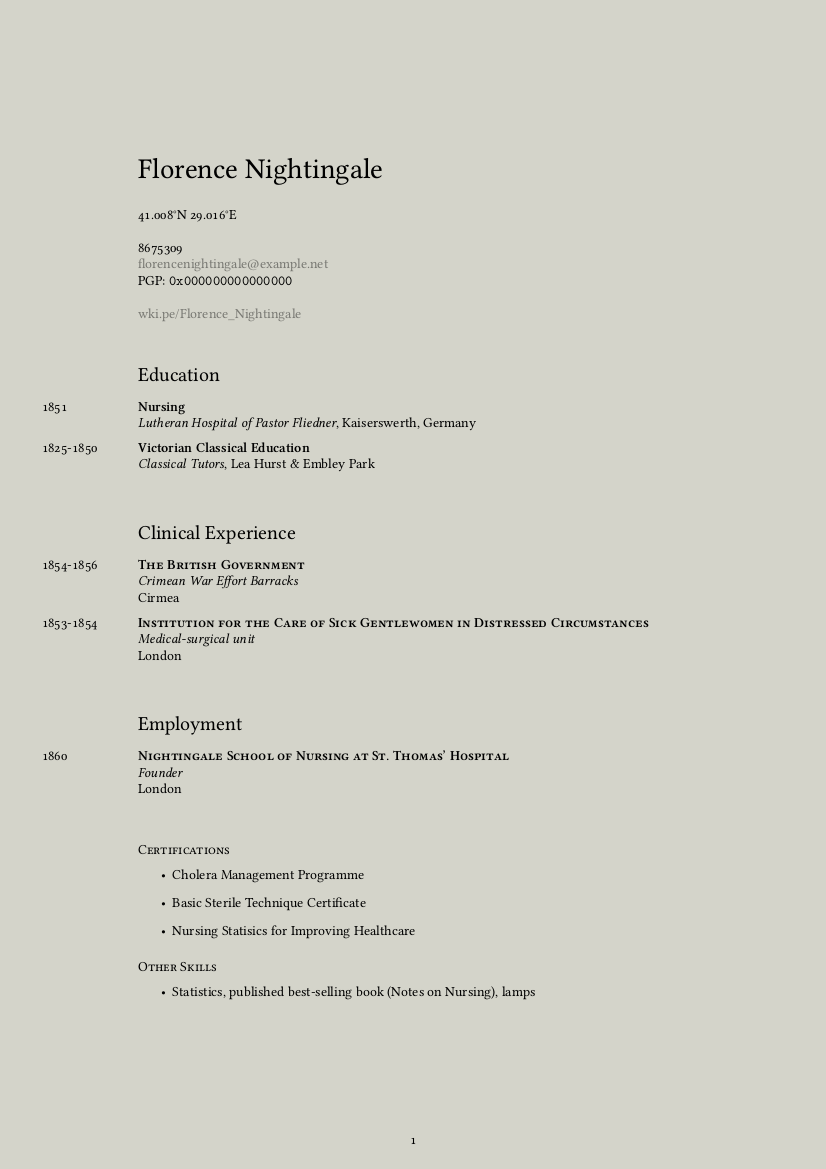 Florence Nightingale
41.008°N 29.016°E
8675309
florencenightingale@example.net
PGP: 0x000000000000000
wki.pe/Florence_Nightingale
Education
1851 Nursing
Lutheran Hospital of Pastor Fliedner, Kaiserswerth, Germany
1825-1850 Victorian Classical Education
Classical Tutors, Lea Hurst & Embley Park
Clinical Experience
1854-1856 The British Government
Crimean War Effort Barracks
Cirmea
1853-1854 Institution for the Care of Sick Gentlewomen in Distressed Circumstances
Medical-surgical unit
London
Employment
1860 Nightingale School of Nursing at St. Thomas' Hospital
Founder
London
Certifications
• Cholera Management Programme
• Basic Sterile Technique Certificate
• Nursing Statisics for Improving Healthcare
Other Skills
• Statistics, published best-selling book (Notes on Nursing), lamps
1